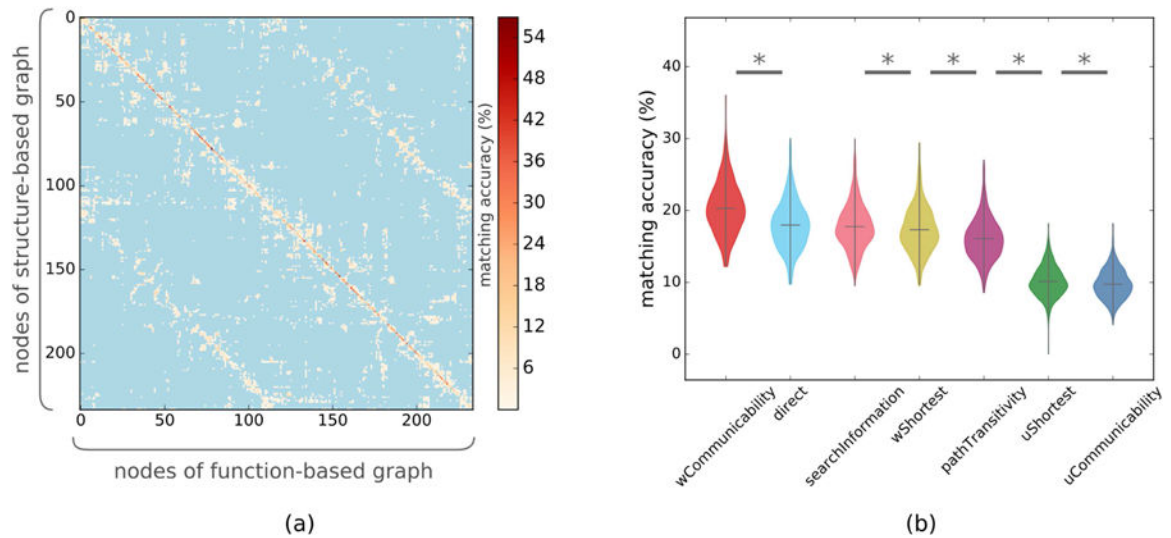 0
50
100
150
200
0
50
100
150
200
nodes of structure-based graph
nodes of function-based graph
54
48
42
36
30
24
18
12
6
matching accuracy (%)
(a)
* * * * *
40
30
20
10
0
matching accuracy (%)
wCommunicability
direct
searchInformation
wShortest
pathTransitivity
uShortest
uCommunicability
(b)